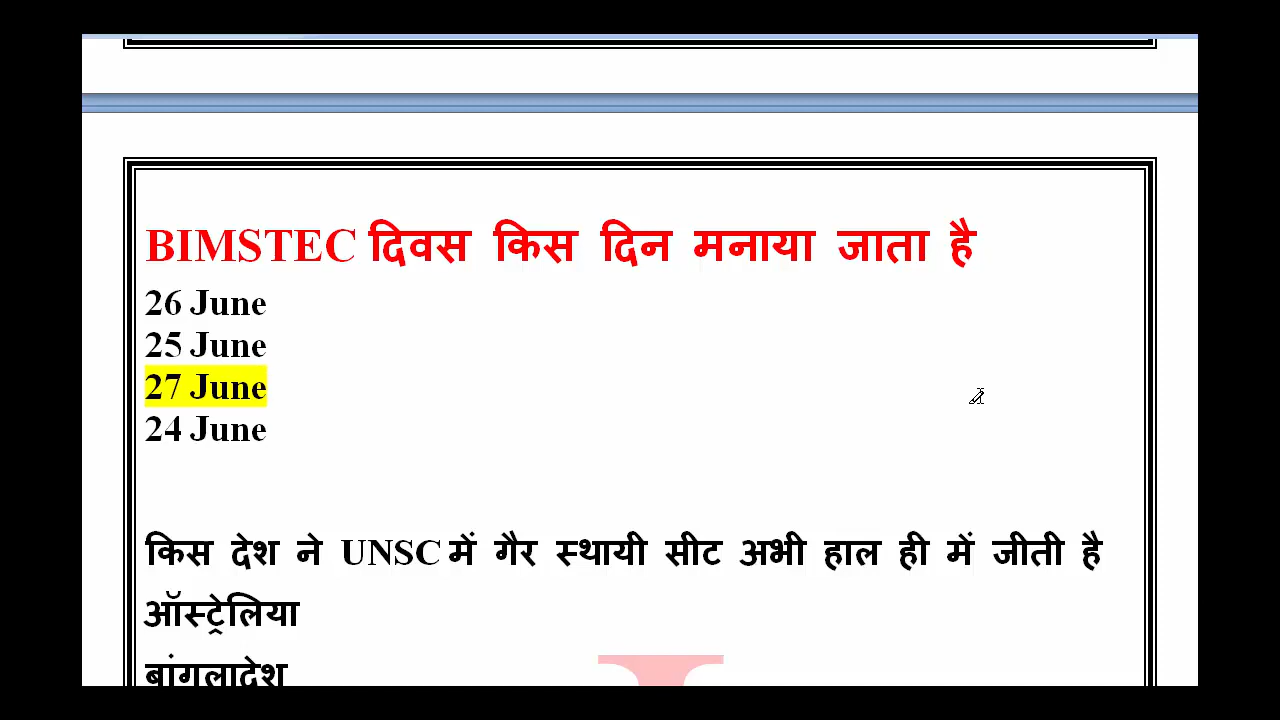 BIMSTEC दिवस किस दिन मनाया जाता है
26 June
25 June
27 June
24 June
किस देश ने UNSC में गैर स्थायी सीट अभी हाल ही में जीती है
ऑस्ट्रेलिया
बांगलादेश